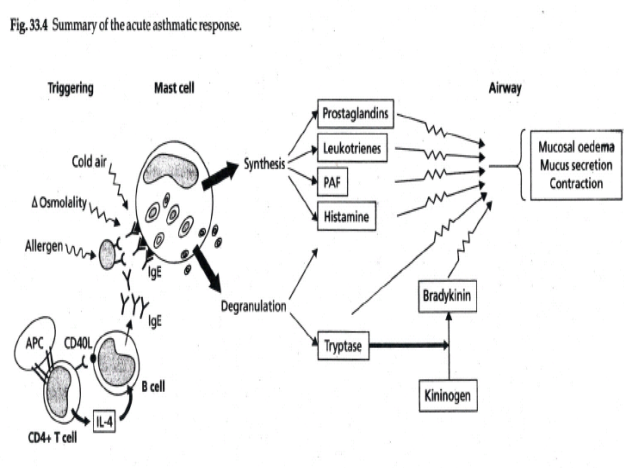 Fig. 33.4 Summary of the acute asthmatic response.
Triggering
Mast cell
Airway
Cold air
Δ Osmolality
Allergen
IgE
IgE
APC
CD40L
B cell
IL-4
CD4+ T cell
Synthesis
Degranulation
Prostaglandins
Leukotrienes
PAF
Histamine
Tryptase
Bradykinin
Kininogen
Mucosal oedema
Mucus secretion
Contraction